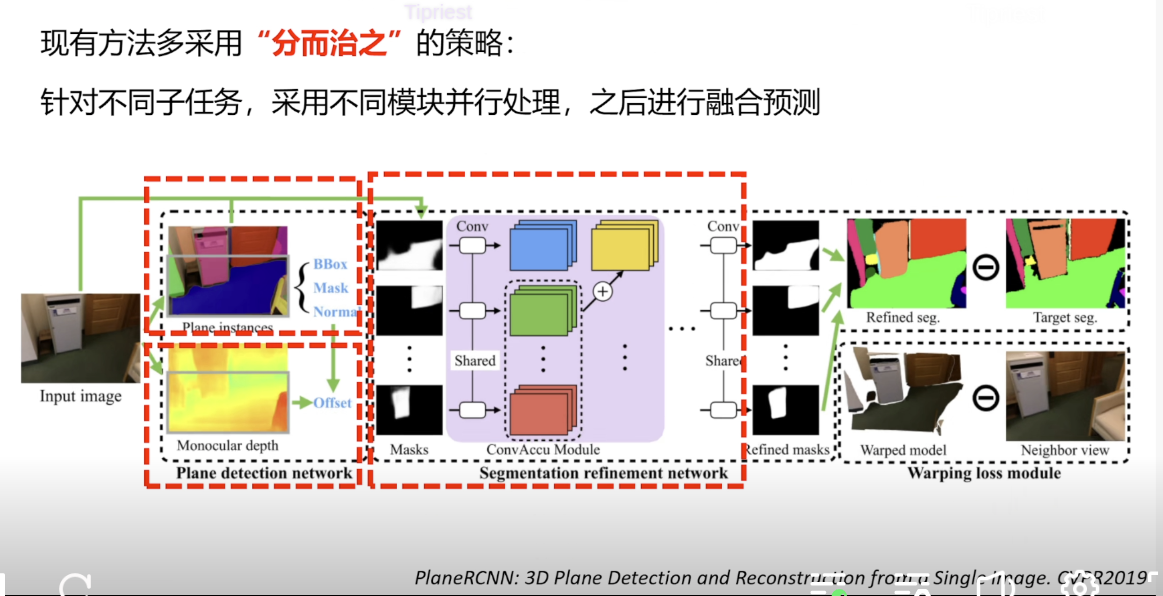 Tipriest
现有方法多采用“分而治之”的策略：
针对不同子任务，采用不同模块并行处理，之后进行融合预测
Conv
Conv
BBox
Mask
Normal
Plane instances
Refined seg.
Target seg.
Shared
Shared
Input image
Offset
Monocular depth
Masks
ConvAccu Module
Refined masks
Warped model
Neighbor view
Plane detection network
Segmentation refinement network
Warping loss module
PlaneRCNN: 3D Plane Detection and Reconstruction from a Single Image. CVPR2019